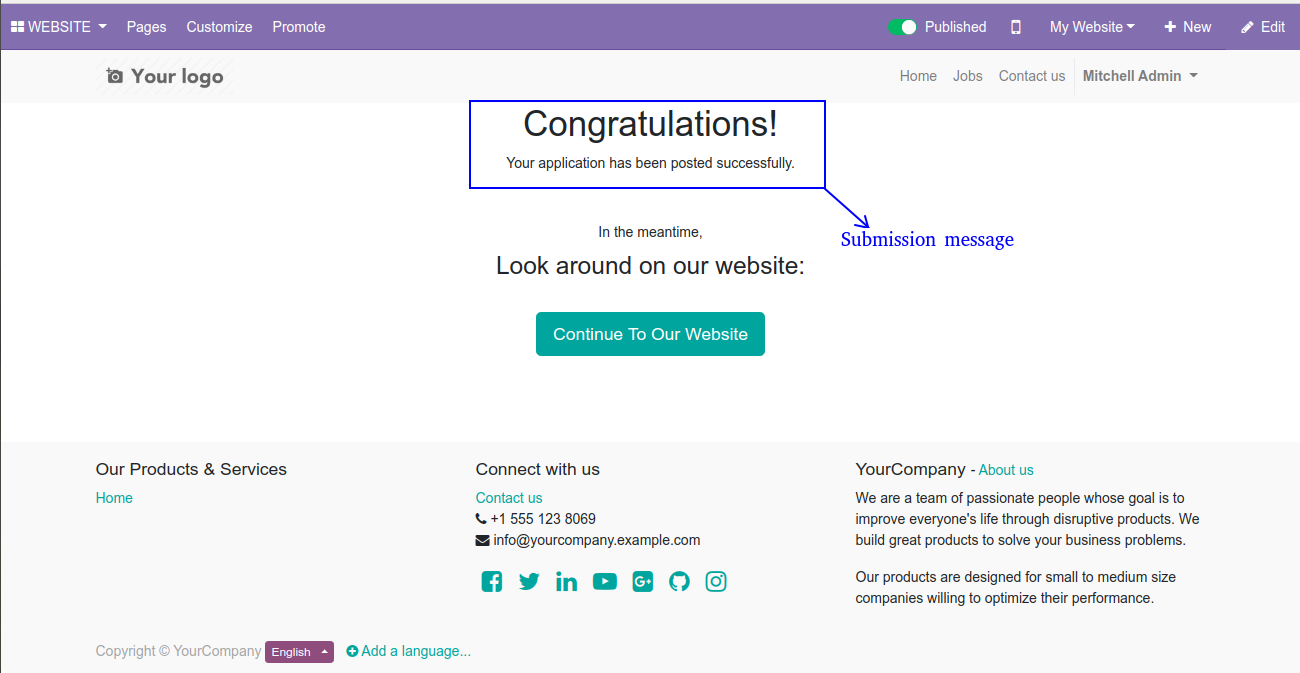 WEBSITE Pages Customize Promote Published My Website New Edit
Your logo Home Jobs Contact us Mitchell Admin
Congratulations!
Your application has been posted successfully.
In the meantime,
Submission message
Look around on our website:
Continue To Our Website
Our Products & Services
Home
Connect with us
Contact us
+1 555 123 8069
info@yourcompany.example.com
YourCompany - About us
We are a team of passionate people whose goal is to
improve everyone's life through disruptive products. We
build great products to solve your business problems.
Our products are designed for small to medium size
companies willing to optimize their performance.
Copyright © YourCompany English Add a language...